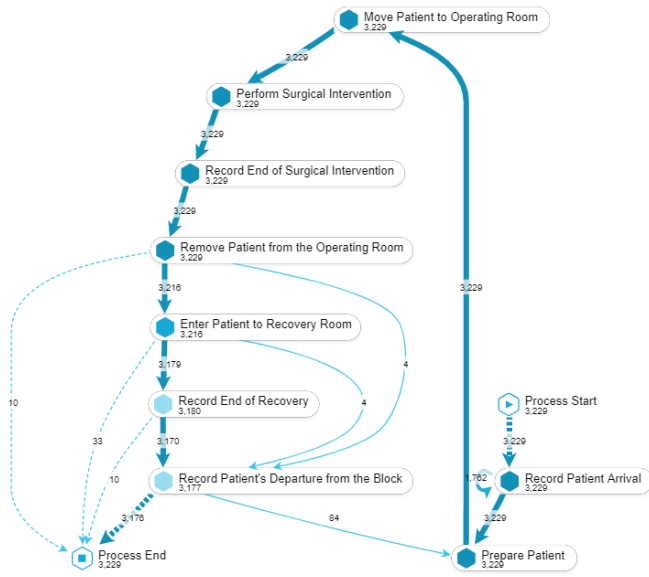 Move Patient to Operating Room
3,229
3,229
Perform Surgical Intervention
3,229
3,229
Record End of Surgical Intervention
3,229
3,229
Remove Patient from the Operating Room
3,229
3,216
3,229
Enter Patient to Recovery Room
3,216
3,179
4
10
4
33
Record End of Recovery
3,180
Process Start
3,229
3,170
10
3,229
Record Patient's Departure from the Block
3,177
1,762
Record Patient Arrival
3,229
3,176
84
3,229
Process End
3,229
Prepare Patient
3,229